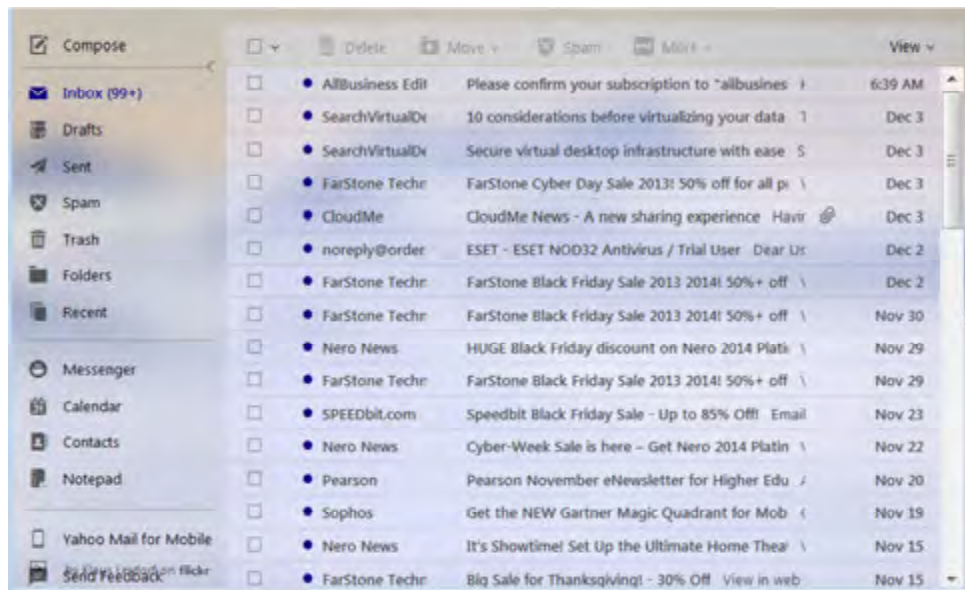 Compose
Delete Move Spam More View
Inbox (99+)
Drafts
Sent
Spam
Trash
Folders
Recent
Messenger
Calendar
Contacts
Notepad
Yahoo Mail for Mobile
Send Feedback on flickr
AllBusiness Edit Please confirm your subscription to "allbusines 6:39 AM
SearchVirtualDe 10 considerations before virtualizing your data Dec 3
SearchVirtualDe Secure virtual desktop infrastructure with ease S Dec 3
FarStone Techr FarStone Cyber Day Sale 2013! 50% off for all Dec 3
CloudMe CloudMe News - A new sharing experience Havir Dec 3
noreply@order ESET - ESET NOD32 Antivirus / Trial User Dear Us Dec 2
FarStone Techr FarStone Black Friday Sale 2013 2014! 50%+ off Dec 2
FarStone Techr FarStone Black Friday Sale 2013 2014! 50%+ off Nov 30
Nero News HUGE Black Friday discount on Nero 2014 Plati Nov 29
FarStone Techr FarStone Black Friday Sale 2013 2014! 50%+ off Nov 29
SPEEDbit.com Speedbit Black Friday Sale - Up to 85% Off! Email Nov 23
Nero News Cyber-Week Sale is here – Get Nero 2014 Platin Nov 22
Pearson Pearson November eNewsletter for Higher Edu Nov 20
Sophos Get the NEW Gartner Magic Quadrant for Mob Nov 19
Nero News It's Showtime! Set Up the Ultimate Home Thea Nov 15
FarStone Techr Big Sale for Thanksgiving! - 30% Off View in web Nov 15